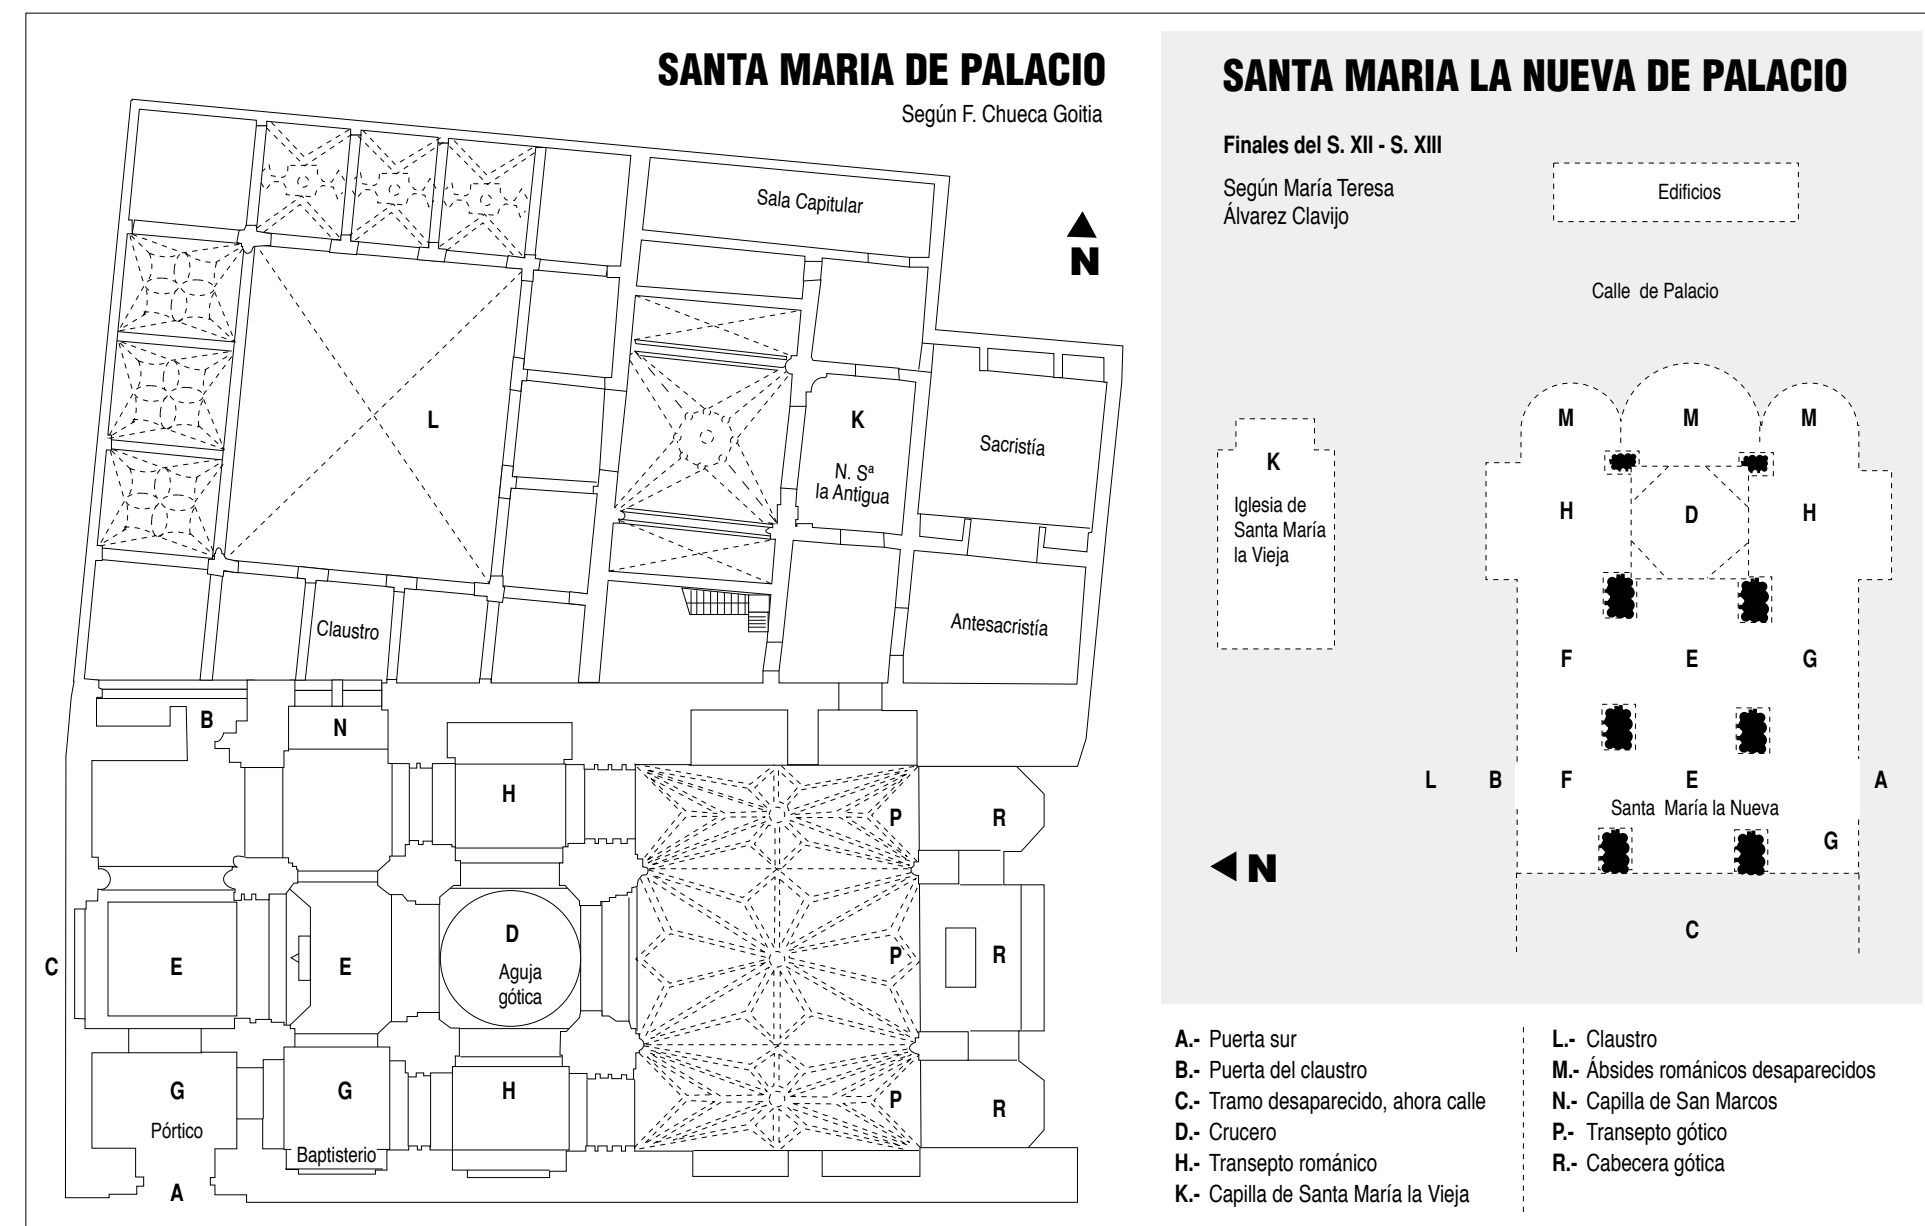 SANTA MARIA DE PALACIO
Según F. Chueca Goitia
Sala Capitular
N
L
K
N. Sª
la Antigua
Sacristía
Claustro
Antesacristía
B
N
H
P
R
C
E
E
D
Aguja
gótica
P
R
G
G
H
P
R
Pórtico
Baptisterio
A
SANTA MARIA LA NUEVA DE PALACIO
Finales del S. XII - S. XIII
Según María Teresa
Álvarez Clavijo
Edificios
Calle de Palacio
M
M
M
K
Iglesia de
Santa María
la Vieja
H
D
H
F
E
G
L
B
F
E
A
Santa María la Nueva
G
N
C
A.- Puerta sur
B.- Puerta del claustro
C.- Tramo desaparecido, ahora calle
D.- Crucero
H.- Transepto románico
K.- Capilla de Santa María la Vieja
L.- Claustro
M.- Ábsides románicos desaparecidos
N.- Capilla de San Marcos
P.- Transepto gótico
R.- Cabecera gótica